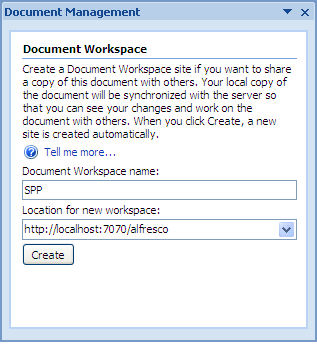 Document Management
Document Workspace
Create a Document Workspace site if you want to share
a copy of this document with others. Your local copy
of the document will be synchronized with the server so
that you can see your changes and work on the
document with others. When you click Create, a new
site is created automatically.
Tell me more...
Document Workspace name:
SPP
Location for new workspace:
http://localhost:7070/alfresco
Create